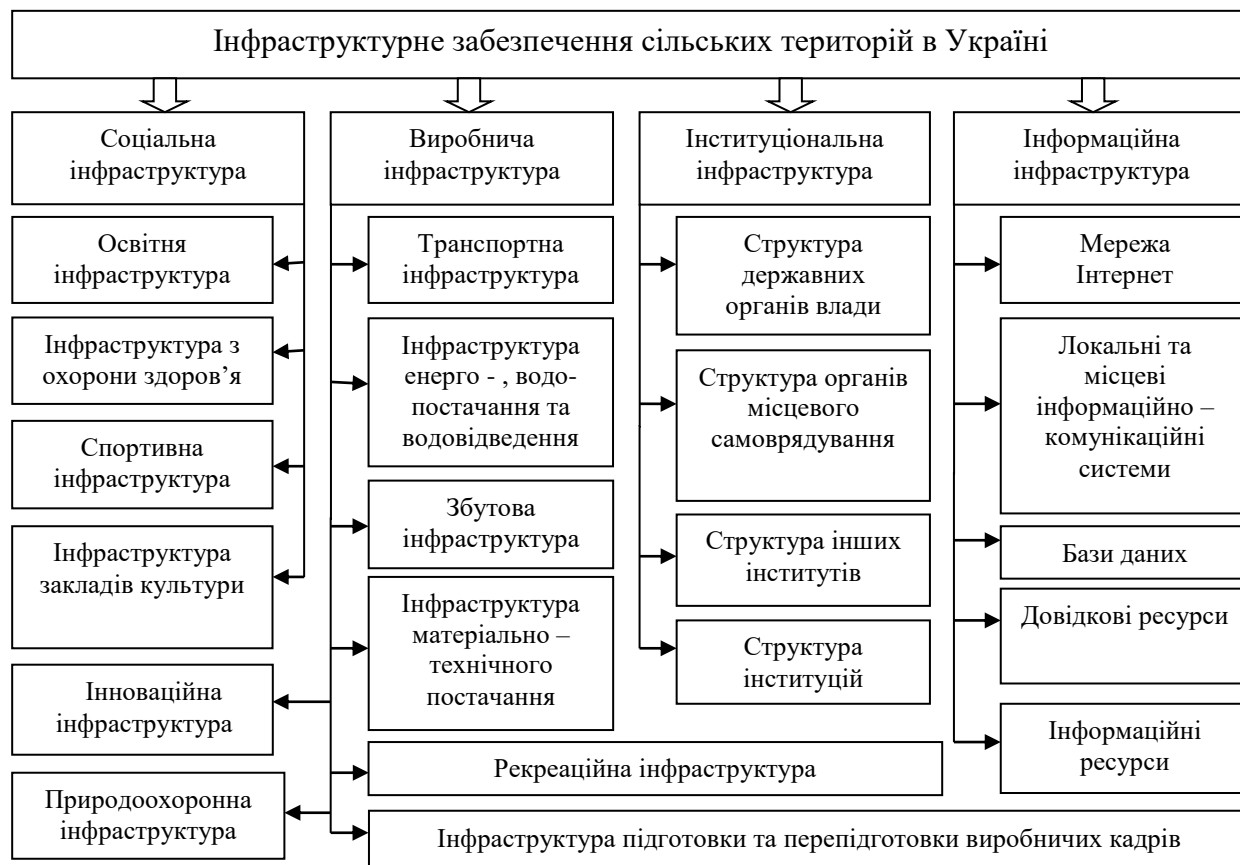 Інфраструктурне забезпечення сільських територій в Україні
Соціальна
інфраструктура
Виробнича
інфраструктура
Інституціональна
інфраструктура
Інформаційна
інфраструктура
Освітня
інфраструктура
Інфраструктура з
охорони здоров’я
Спортивна
інфраструктура
Інфраструктура
закладів культури
Інноваційна
інфраструктура
Природоохоронна
інфраструктура
Транспортна
інфраструктура
Інфраструктура
енерго - , водо-
постачання та
водовідведення
Збутова
інфраструктура
Інфраструктура
матеріально –
технічного
постачання
Рекреаційна інфраструктура
Інфраструктура підготовки та перепідготовки виробничих кадрів
Структура
державних
органів влади
Структура органів
місцевого
самоврядування
Структура інших
інститутів
Структура
інституцій
Мережа
Інтернет
Локальні та
місцеві
інформаційно –
комунікаційні
системи
Бази даних
Довідкові ресурси
Інформаційні
ресурси